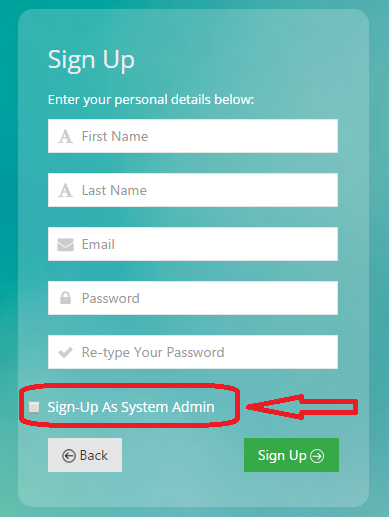 Sign Up
Enter your personal details below:
First Name
Last Name
Email
Password
Re-type Your Password
Sign-Up As System Admin
Back
Sign Up